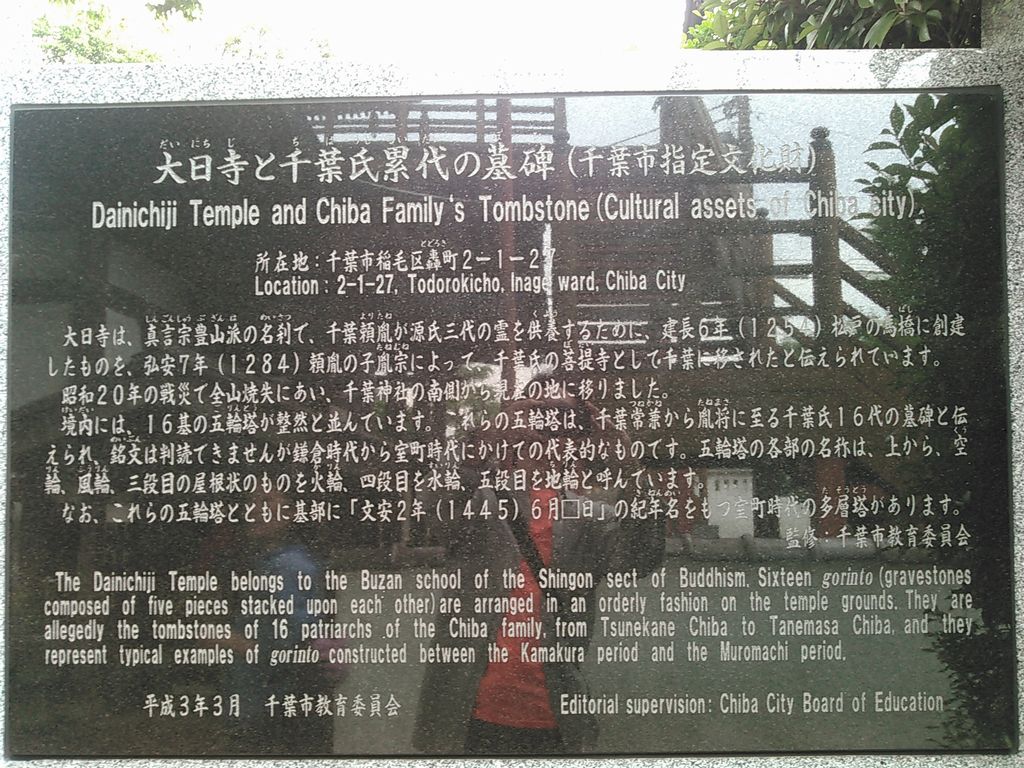 だいにちじ
大日寺と千葉氏累代の墓碑(千葉市指定文化財)
Dainichiji Temple and Chiba Family's Tombstone (Cultural assets of Chiba city).
とどろき
所在地:千葉市稲毛区轟町2-1-27
Location: 2-1-27, Todorokicho, Inage ward, Chiba City
大日寺は、真言宗豊山派の名刹で、千葉頼胤が源氏三代の霊を供養するために、建長6年(1254)松戸の馬橋に創建
したものを、弘安7年(1284)頼胤の子胤宗によって、千葉氏の菩提寺として千葉に移されたと伝えられています。
昭和20年の戦災で全山焼失にあい、千葉神社の南側から現在の地に移りました。
境内には、16基の五輪塔が整然と並んでいます。これらの五輪塔は、千葉常兼から胤将に至る千葉氏16代の墓碑と伝
えられ、銘文は判読できませんが鎌倉時代から室町時代にかけての代表的なものです。五輪塔の各部の名称は、上から、空
輪、風輪、三段目の屋根状のものを火輪、四段目を水輪、五段目を地輪と呼んでいます。
なお、これらの五輪塔とともに基部に「文安2年(1445)6月□日」の紀年名をもつ室町時代の多層塔があります。
監修:千葉市教育委員会
The Dainichiji Temple belongs to the Buzan school of the Shingon sect of Buddhism. Sixteen gorinto (gravestones
composed of five pieces stacked upon each other) are arranged in an orderly fashion on the temple grounds. They are
allegedly the tombstones of 16 patriarchs of the Chiba family, from Tsunekane Chiba to Tanemasa Chiba, and they
represent typical examples of gorinto constructed between the Kamakura period and the Muromachi period.
平成3年3月 千葉市教育委員会
Editorial supervision: Chiba City Board of Education